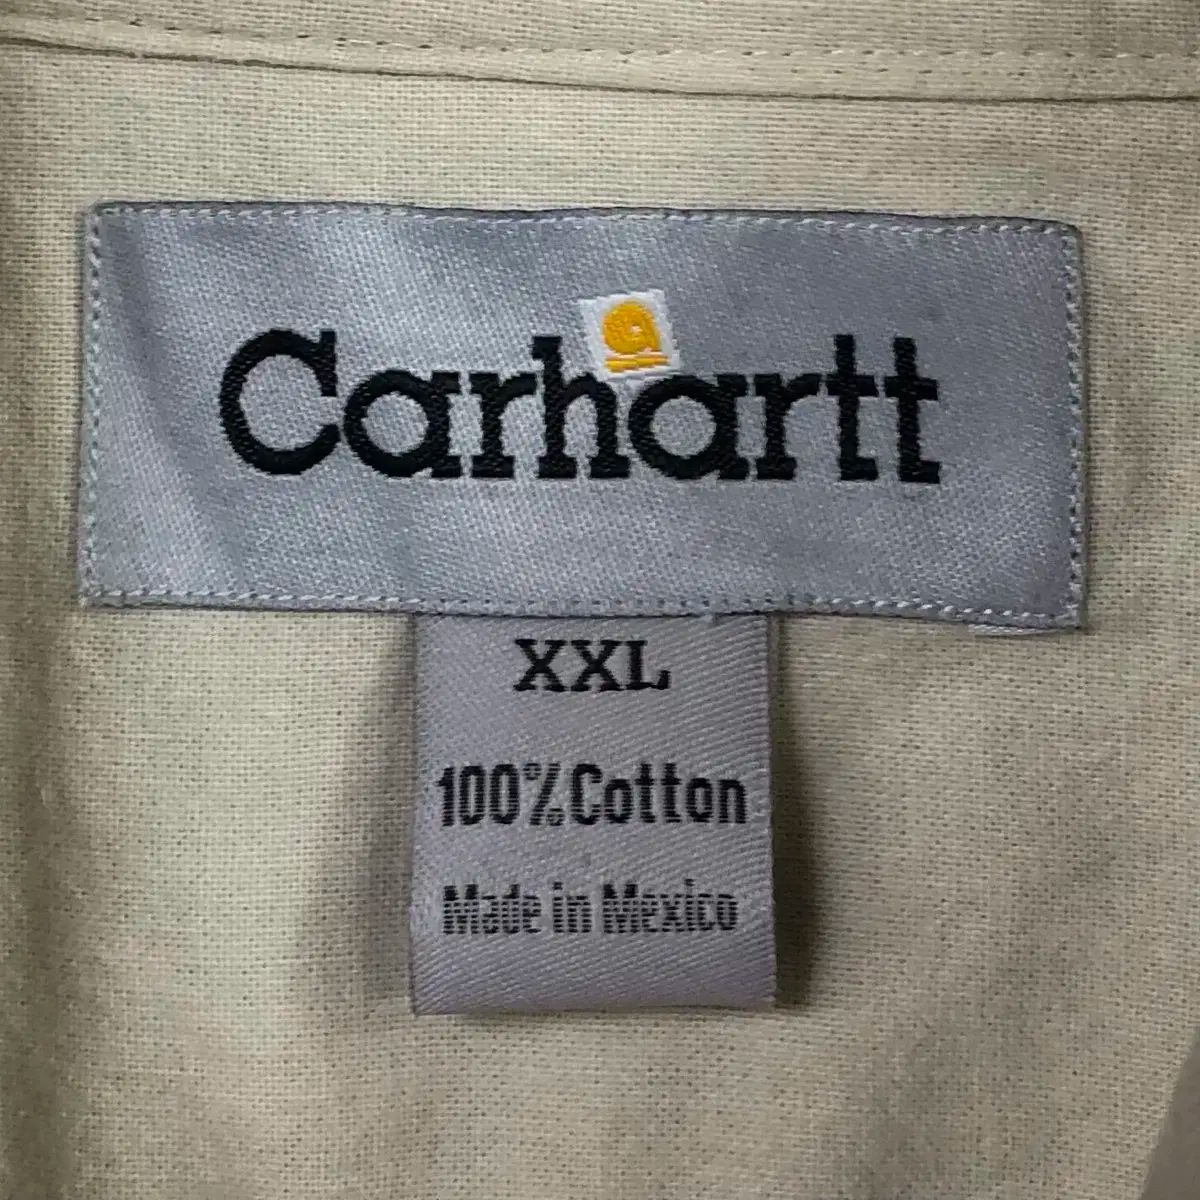 Carhartt
XXL
100% Cotton
Made in Mexico